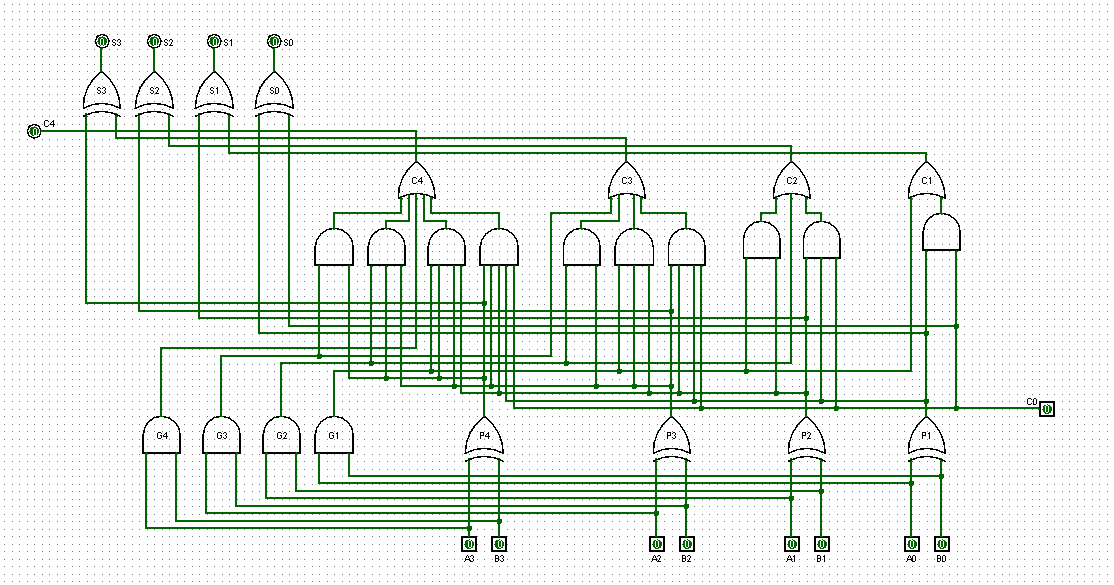 S3 S2 S1 S0
S3 S2 S1 S0
C4
C4 C3 C2 C1
C0
G4 G3 G2 G1 P4 P3 P2 P1
A3 B3 A2 B2 A1 B1 A0 B0